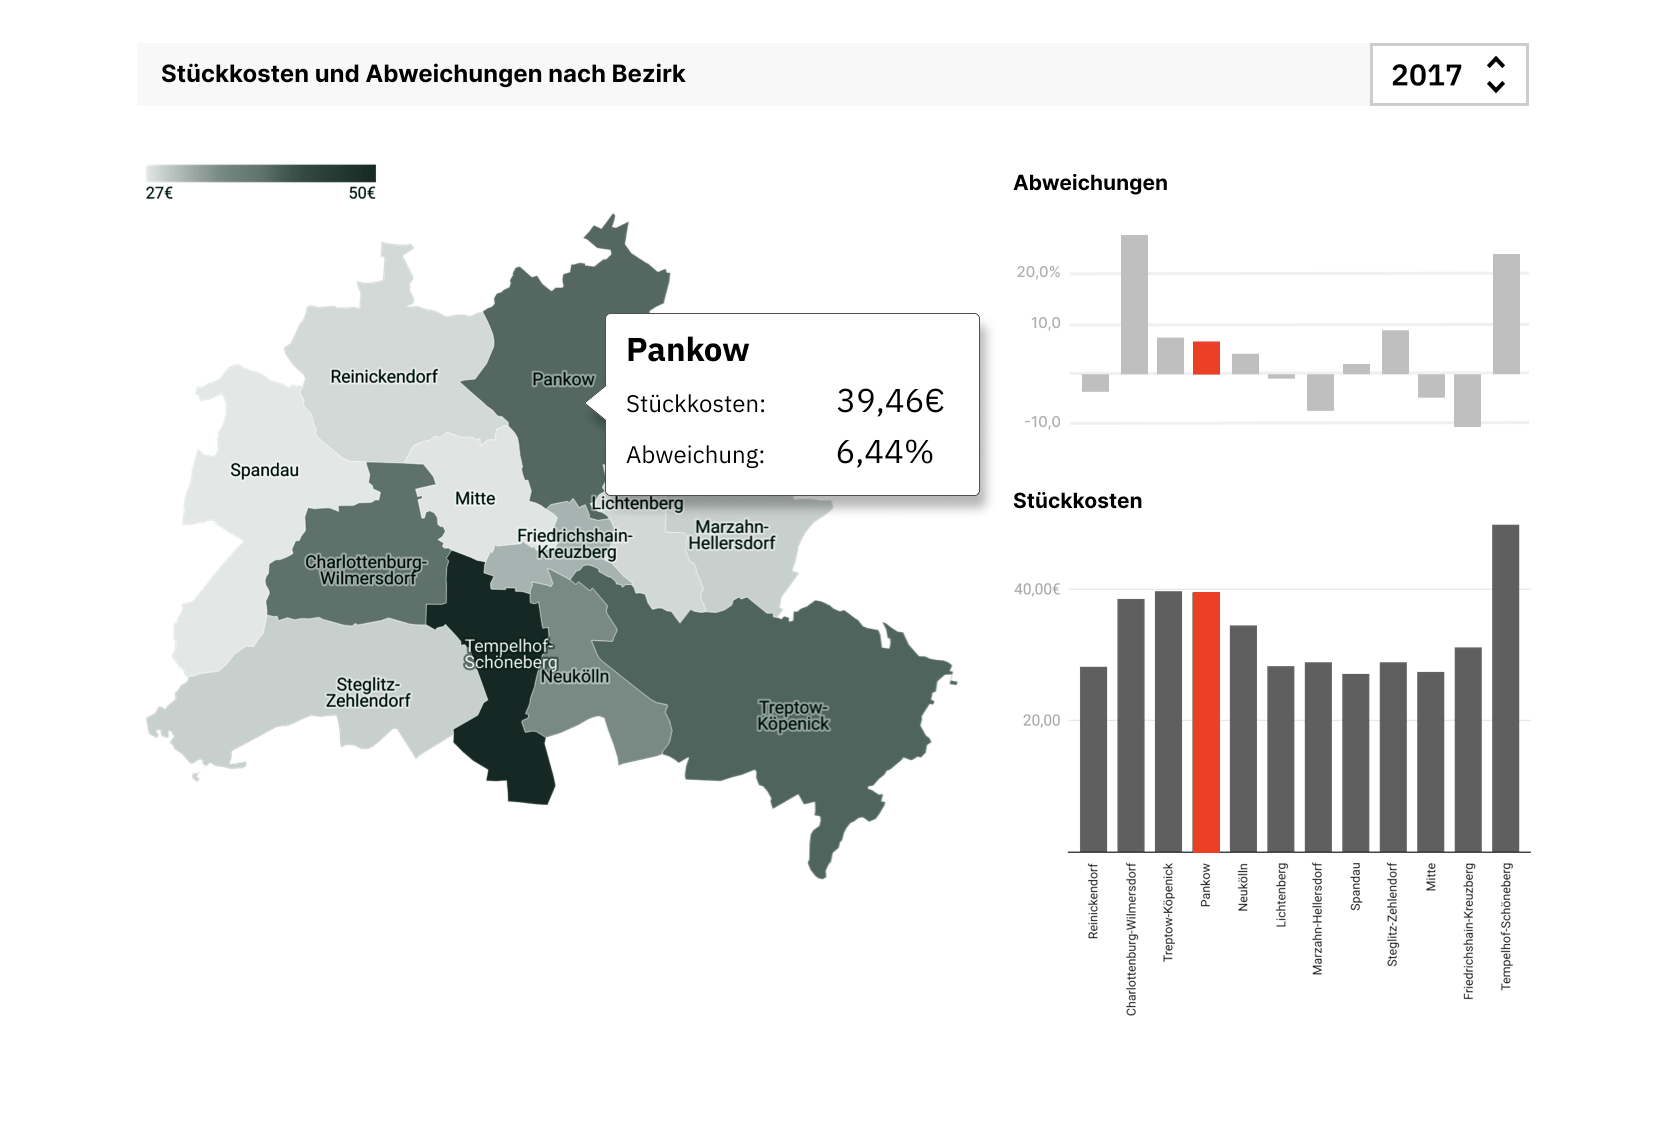 Stückkosten und Abweichungen nach Bezirk
2017
27€ 50€
Reinickendorf
Pankow
Spandau
Mitte
Lichtenberg
Friedrichshain-
Kreuzberg
Marzahn-
Hellersdorf
Charlottenburg-
Wilmersdorf
Tempelhof-
Schöneberg
Neukölln
Steglitz-
Zehlendorf
Treptow-
Köpenick
Pankow
Stückkosten: 39,46€
Abweichung: 6,44%
Abweichungen
20,0%
10,0
-10,0
Stückkosten
40,00€
20,00
Reinickendorf
Charlottenburg-Wilmersdorf
Treptow-Köpenick
Pankow
Neukölln
Lichtenberg
Marzahn-Hellersdorf
Spandau
Steglitz-Zehlendorf
Mitte
Friedrichshain-Kreuzberg
Tempelhof-Schöneberg